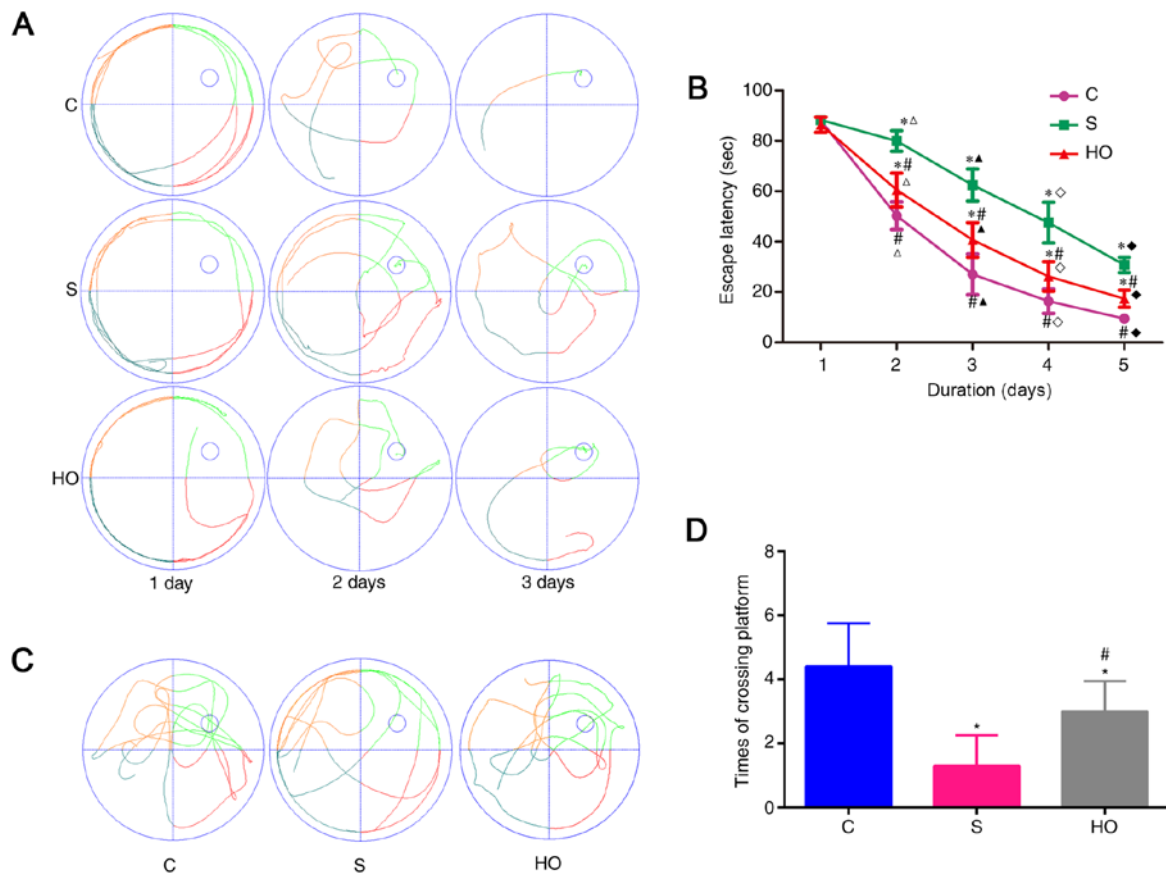 A
C
S
HO
1 day
2 days
3 days
B
C
S
HO
Escape latency (sec)
100
80
60
40
20
0
*△
*#
△
#
△
*▲
*#
▲
#▲
*◇
*#
◇
#◇
*◆
*#
◆
#◆
1 2 3 4 5
Duration (days)
C
C
S
HO
D
Times of crossing platform
8
6
4
2
0
*
#
*
C S HO